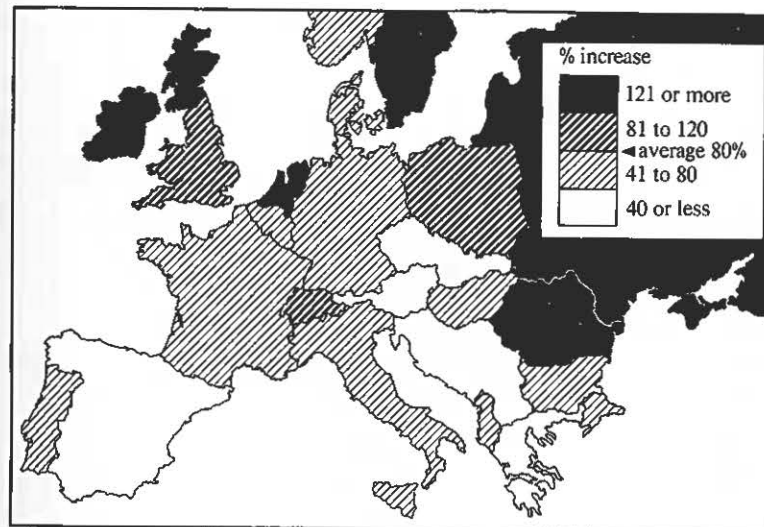 % increase
121 or more
81 to 120
◄average 80%
41 to 80
40 or less